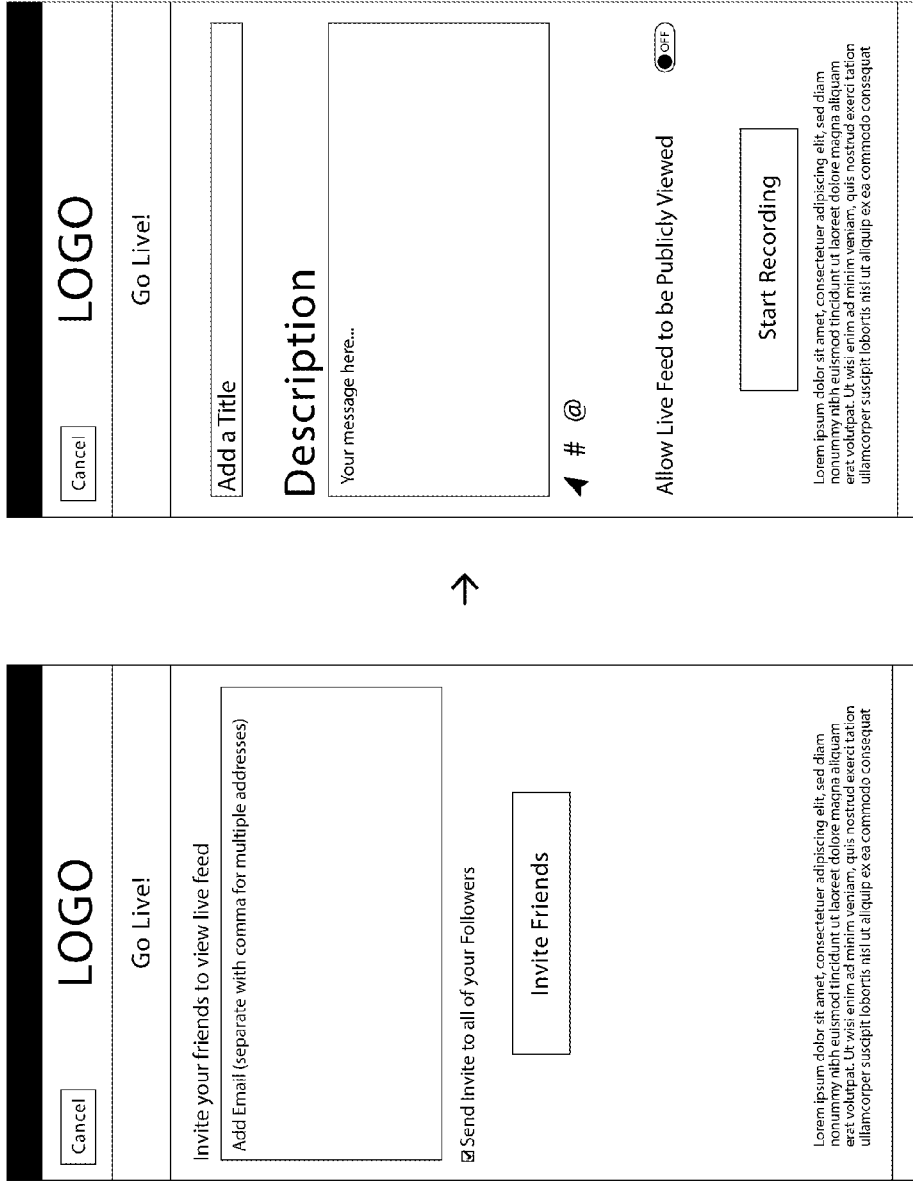 Cancel
LOGO
Go Live!
Invite your friends to view live feed
Add Email (separate with comma for multiple addresses)
☑ Send Invite to all of your Followers
Invite Friends
Lorem ipsum dolor sit amet, consectetuer adipiscing elit, sed diam
nonummy nibh euismod tincidunt ut laoreet dolore magna aliquam
erat volutpat. Ut wisi enim ad minim veniam, quis nostrud exerci tation
ullamcorper suscipit lobortis nisl ut aliquip ex ea commodo consequat
Cancel
LOGO
Go Live!
Add a Title
Description
Your message here...
# @
Allow Live Feed to be Publicly Viewed
OFF
Start Recording
Lorem ipsum dolor sit amet, consectetuer adipiscing elit, sed diam
nonummy nibh euismod tincidunt ut laoreet dolore magna aliquam
erat volutpat. Ut wisi enim ad minim veniam, quis nostrud exerci tation
ullamcorper suscipit lobortis nisl ut aliquip ex ea commodo consequat